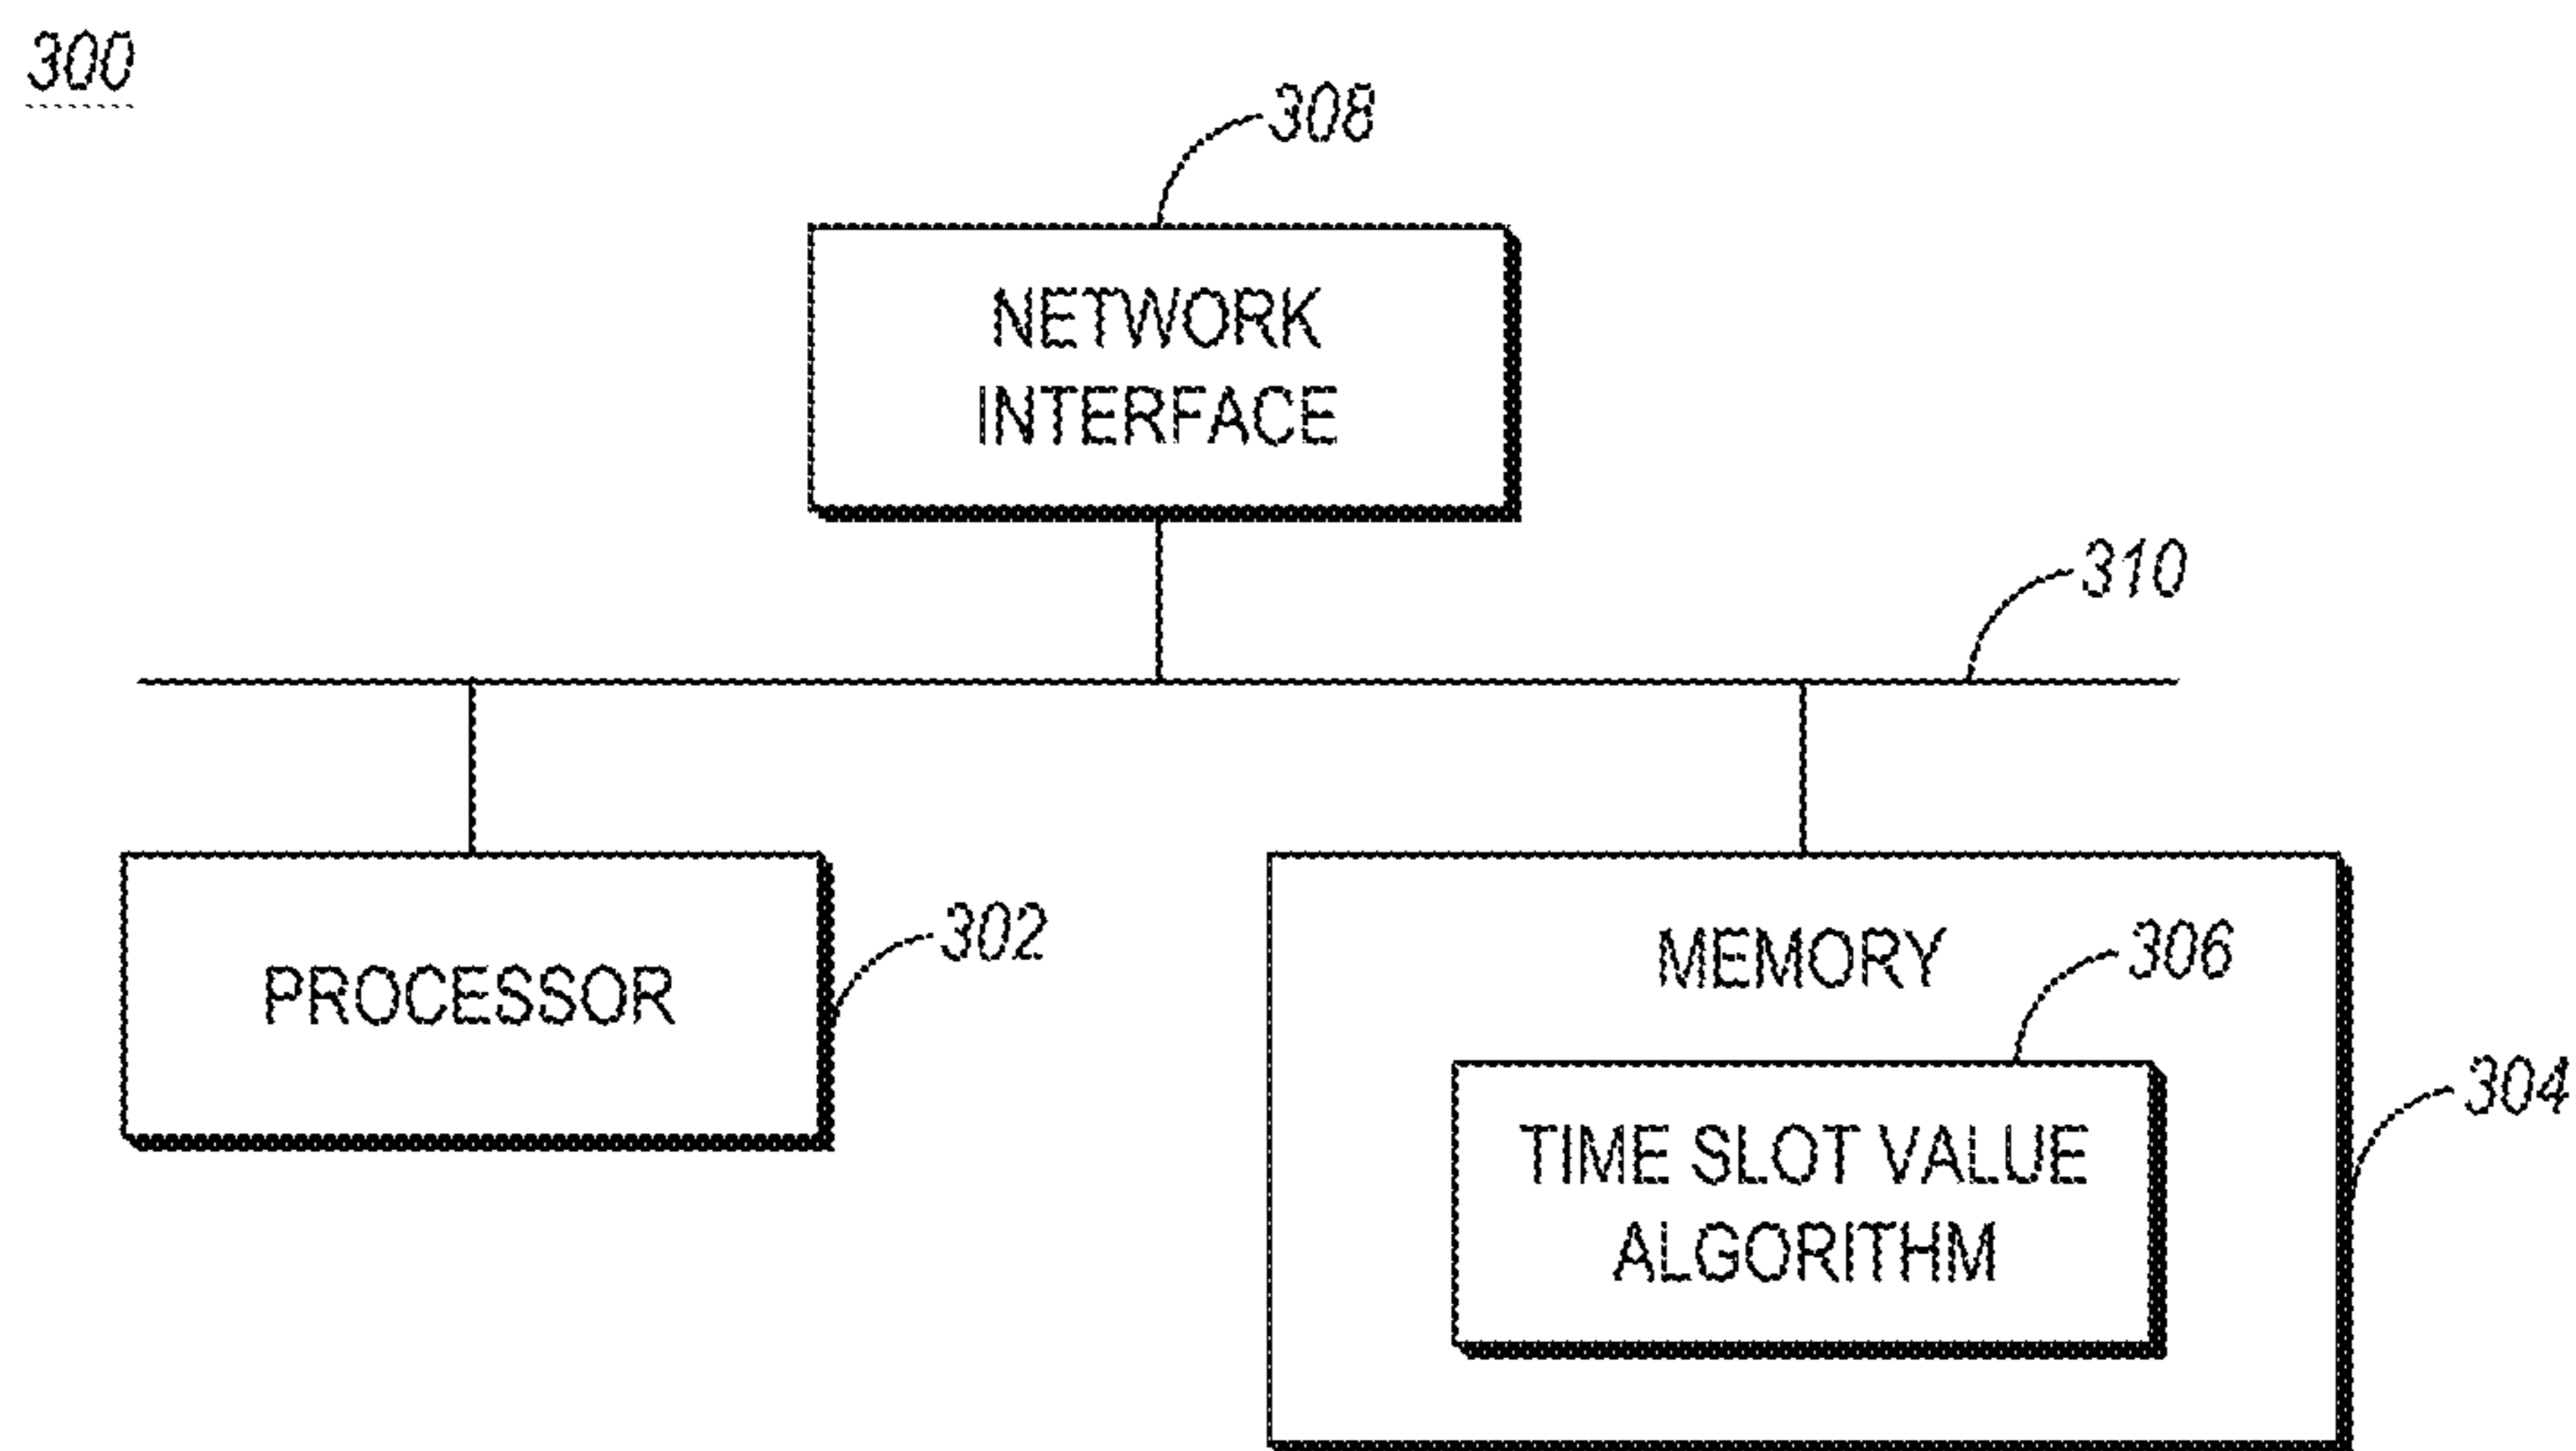 300
308
NETWORK
INTERFACE
310
PROCESSOR
302
MEMORY
306
TIME SLOT VALUE
ALGORITHM
304